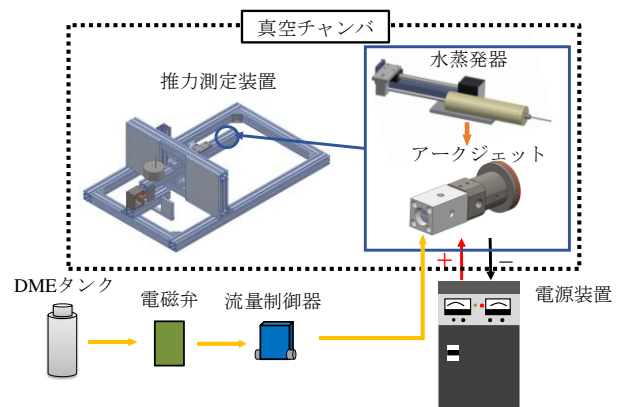 真空チャンバ
水蒸発器
推力測定装置
アークジェット
+
−
DMEタンク
電磁弁
流量制御器
電源装置